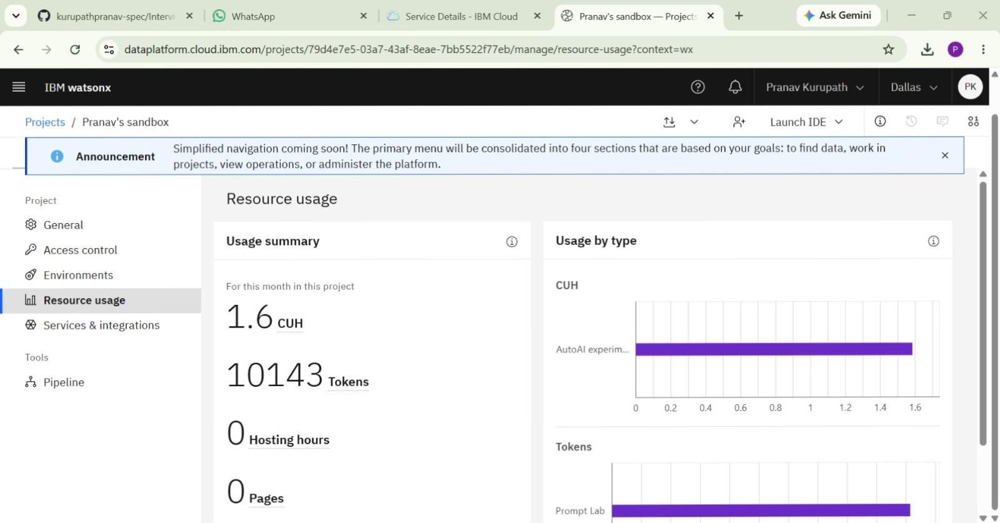 kurupathpranav-spec/Intervi
WhatsApp
Service Details - IBM Cloud
Pranav's sandbox — Projects
Ask Gemini
dataplatform.cloud.ibm.com/projects/79d4e7e5-03a7-43af-8eae-7bb5522f77eb/manage/resource-usage?context=wx
P
IBM watsonx
Pranav Kurupath
Dallas
PK
Projects / Pranav's sandbox
Launch IDE
Announcement
Simplified navigation coming soon! The primary menu will be consolidated into four sections that are based on your goals: to find data, work in
projects, view operations, or administer the platform.
Project
General
Access control
Environments
Resource usage
Services & integrations
Tools
Pipeline
Resource usage
Usage summary
For this month in this project
1.6 CUH
10143 Tokens
0 Hosting hours
0 Pages
Usage by type
CUH
AutoAI experim...
0 0.2 0.4 0.6 0.8 1 1.2 1.4 1.6
Tokens
Prompt Lab